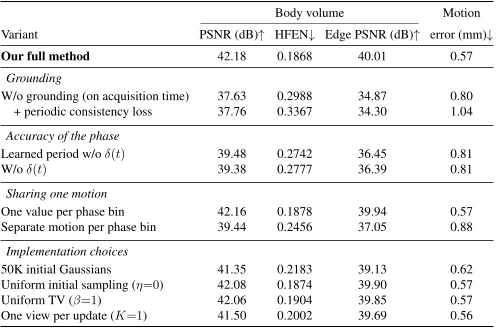 Body volume Motion
Variant PSNR (dB)↑ HFEN↓ Edge PSNR (dB)↑ error (mm)↓
Our full method 42.18 0.1868 40.01 0.57
Grounding
W/o grounding (on acquisition time) 37.63 0.2988 34.87 0.80
+ periodic consistency loss 37.76 0.3367 34.30 1.04
Accuracy of the phase
Learned period w/o δ(t) 39.48 0.2742 36.45 0.81
W/o δ(t) 39.38 0.2777 36.39 0.81
Sharing one motion
One value per phase bin 42.16 0.1878 39.94 0.57
Separate motion per phase bin 39.44 0.2456 37.05 0.88
Implementation choices
50K initial Gaussians 41.35 0.2183 39.13 0.62
Uniform initial sampling (η=0) 42.08 0.1874 39.90 0.57
Uniform TV (β=1) 42.06 0.1904 39.85 0.57
One view per update (K=1) 41.50 0.2002 39.69 0.56